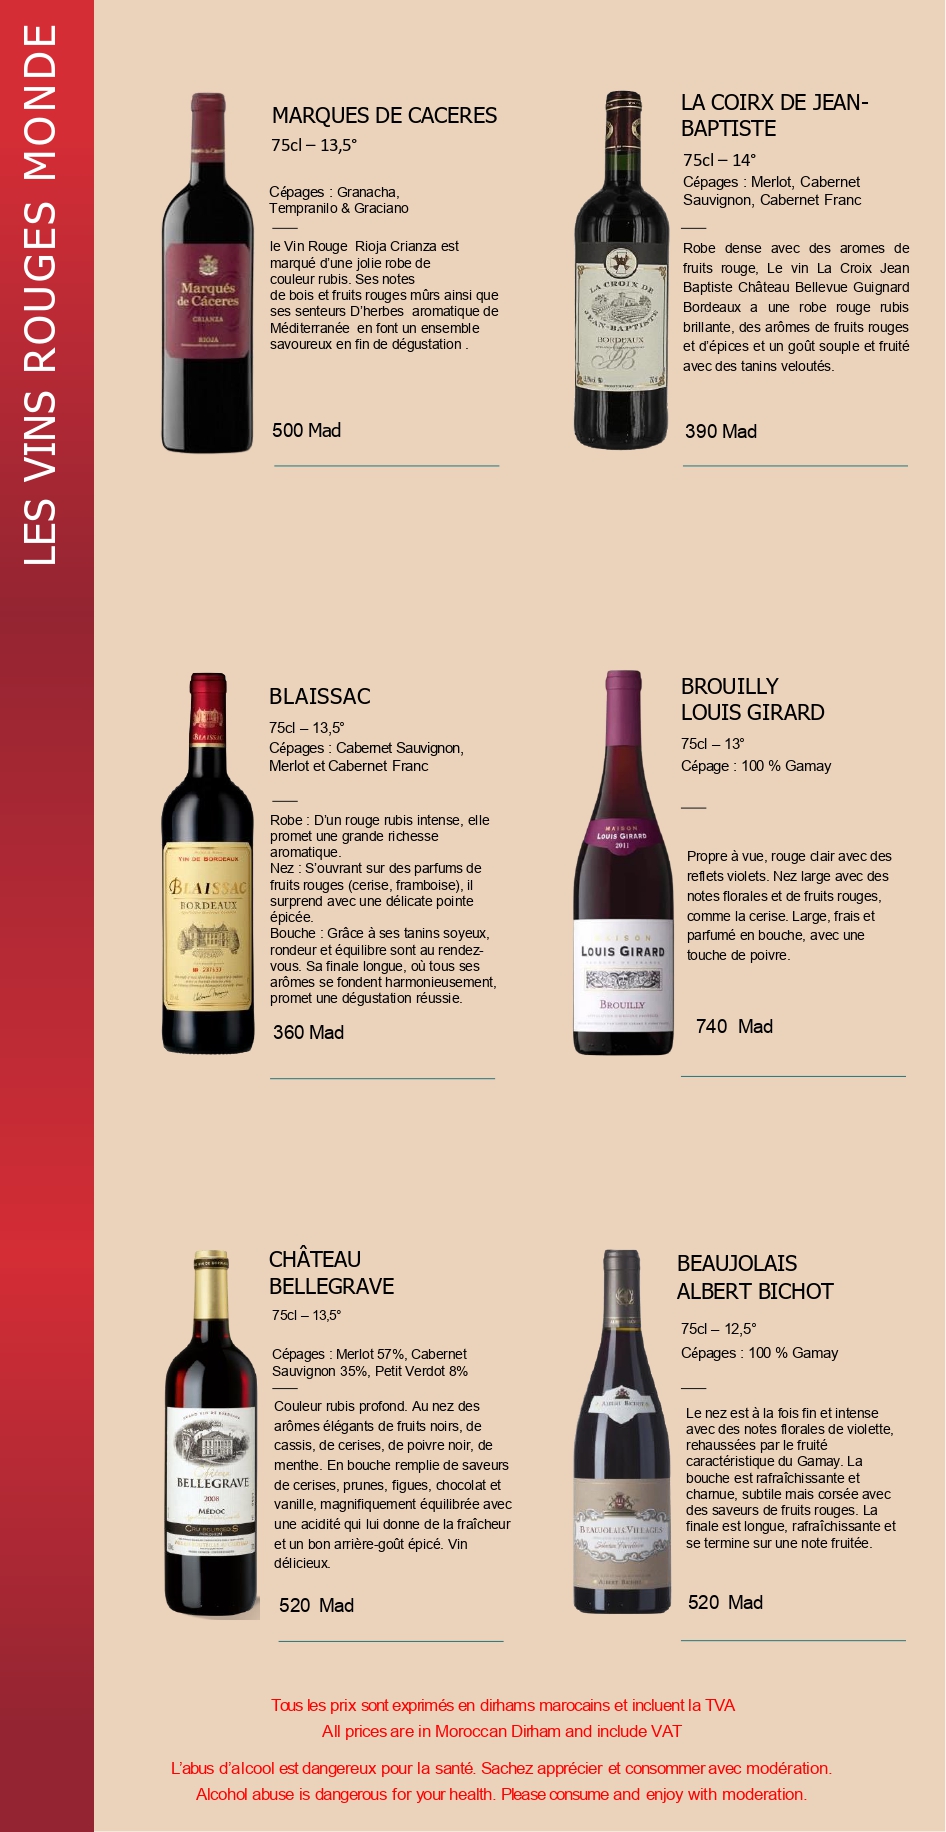 LES VINS ROUGES MONDE
MARQUES DE CACERES
75cl – 13,5°
Cépages : Granacha,
Tempranilo & Graciano
le Vin Rouge Rioja Crianza est
marqué d'une jolie robe de
couleur rubis. Ses notes
de bois et fruits rouges mûrs ainsi que
ses senteurs D'herbes aromatique de
Méditerranée en font un ensemble
savoureux en fin de dégustation .
500 Mad
Marqués
de Cáceres
CRIANZA
RIOJA
LA COIRX DE JEAN-
BAPTISTE
75cl – 14°
Cépages : Merlot, Cabernet
Sauvignon, Cabernet Franc
Robe dense avec des aromes de
fruits rouge, Le vin La Croix Jean
Baptiste Château Bellevue Guignard
Bordeaux a une robe rouge rubis
brillante, des arômes de fruits rouges
et d'épices et un goût souple et fruité
avec des tanins veloutés.
390 Mad
LA CROIX DE
JEAN-BAPTISTE
BORDEAUX
BLAISSAC
75cl – 13,5°
Cépages : Cabernet Sauvignon,
Merlot et Cabernet Franc
Robe : D'un rouge rubis intense, elle
promet une grande richesse
aromatique.
Nez : S'ouvrant sur des parfums de
fruits rouges (cerise, framboise), il
surprend avec une délicate pointe
épicée.
Bouche : Grâce à ses tanins soyeux,
rondeur et équilibre sont au rendez-
vous. Sa finale longue, où tous ses
arômes se fondent harmonieusement,
promet une dégustation réussie.
360 Mad
BLAISSAC
VIN DE BORDEAUX
BLAISSAC
BORDEAUX
BROUILLY
LOUIS GIRARD
75cl – 13°
Cépage : 100 % Gamay
Propre à vue, rouge clair avec des
reflets violets. Nez large avec des
notes florales et de fruits rouges,
comme la cerise. Large, frais et
parfumé en bouche, avec une
touche de poivre.
740 Mad
MAISON
LOUIS GIRARD
2011
MAISON
LOUIS GIRARD
BROUILLY
CHÂTEAU
BELLEGRAVE
75cl – 13,5°
Cépages : Merlot 57%, Cabernet
Sauvignon 35%, Petit Verdot 8%
Couleur rubis profond. Au nez des
arômes élégants de fruits noirs, de
cassis, de cerises, de poivre noir, de
menthe. En bouche remplie de saveurs
de cerises, prunes, figues, chocolat et
vanille, magnifiquement équilibrée avec
une acidité qui lui donne de la fraîcheur
et un bon arrière-goût épicé. Vin
délicieux.
520 Mad
GRAND VIN DE BORDEAUX
Château
BELLEGRAVE
2008
MÉDOC
CRU BOURGEOIS
BEAUJOLAIS
ALBERT BICHOT
75cl – 12,5°
Cépages : 100 % Gamay
Le nez est à la fois fin et intense
avec des notes florales de violette,
rehaussées par le fruité
caractéristique du Gamay. La
bouche est rafraîchissante et
charnue, subtile mais corsée avec
des saveurs de fruits rouges. La
finale est longue, rafraîchissante et
se termine sur une note fruitée.
520 Mad
ALBERT BICHOT
BEAUJOLAIS-VILLAGES
ALBERT BICHOT
Tous les prix sont exprimés en dirhams marocains et incluent la TVA
All prices are in Moroccan Dirham and include VAT
L'abus d'alcool est dangereux pour la santé. Sachez apprécier et consommer avec modération.
Alcohol abuse is dangerous for your health. Please consume and enjoy with moderation.